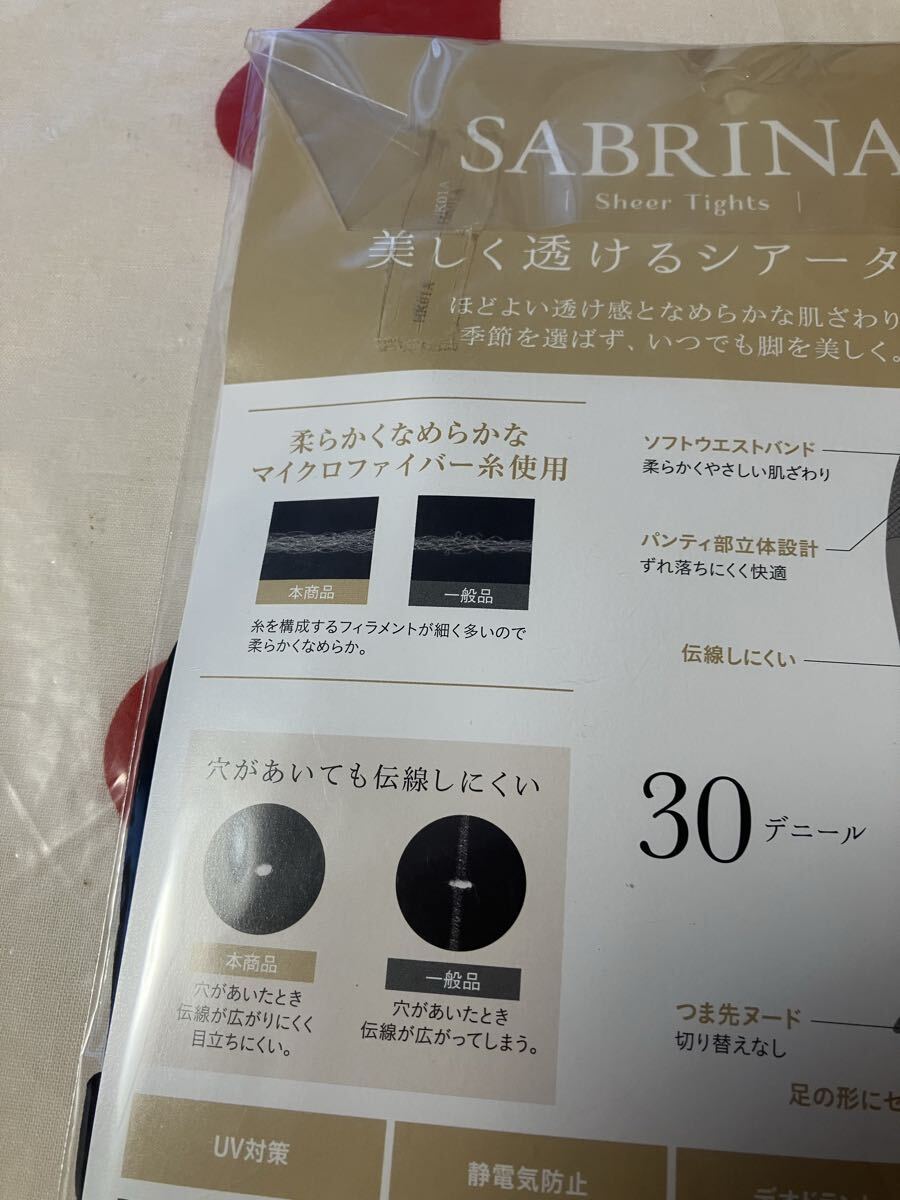 SABRINA
Sheer Tights
HK01A
HK01A
美しく透けるシアータ
ほどよい透け感となめらかな肌ざわり
季節を選ばず、いつでも脚を美しく。
柔らかくなめらかな
マイクロファイバー糸使用
本商品
一般品
糸を構成するフィラメントが細く多いので
柔らかくなめらか。
ソフトウエストバンド
柔らかくやさしい肌ざわり
パンティ部立体設計
ずれ落ちにくく快適
伝線しにくい
穴があいても伝線しにくい
本商品
穴があいたとき
伝線が広がりにくく
目立ちにくい。
一般品
穴があいたとき
伝線が広がってしまう。
30デニール
つま先ヌード
切り替えなし
足の形にセ
UV対策
静電気防止